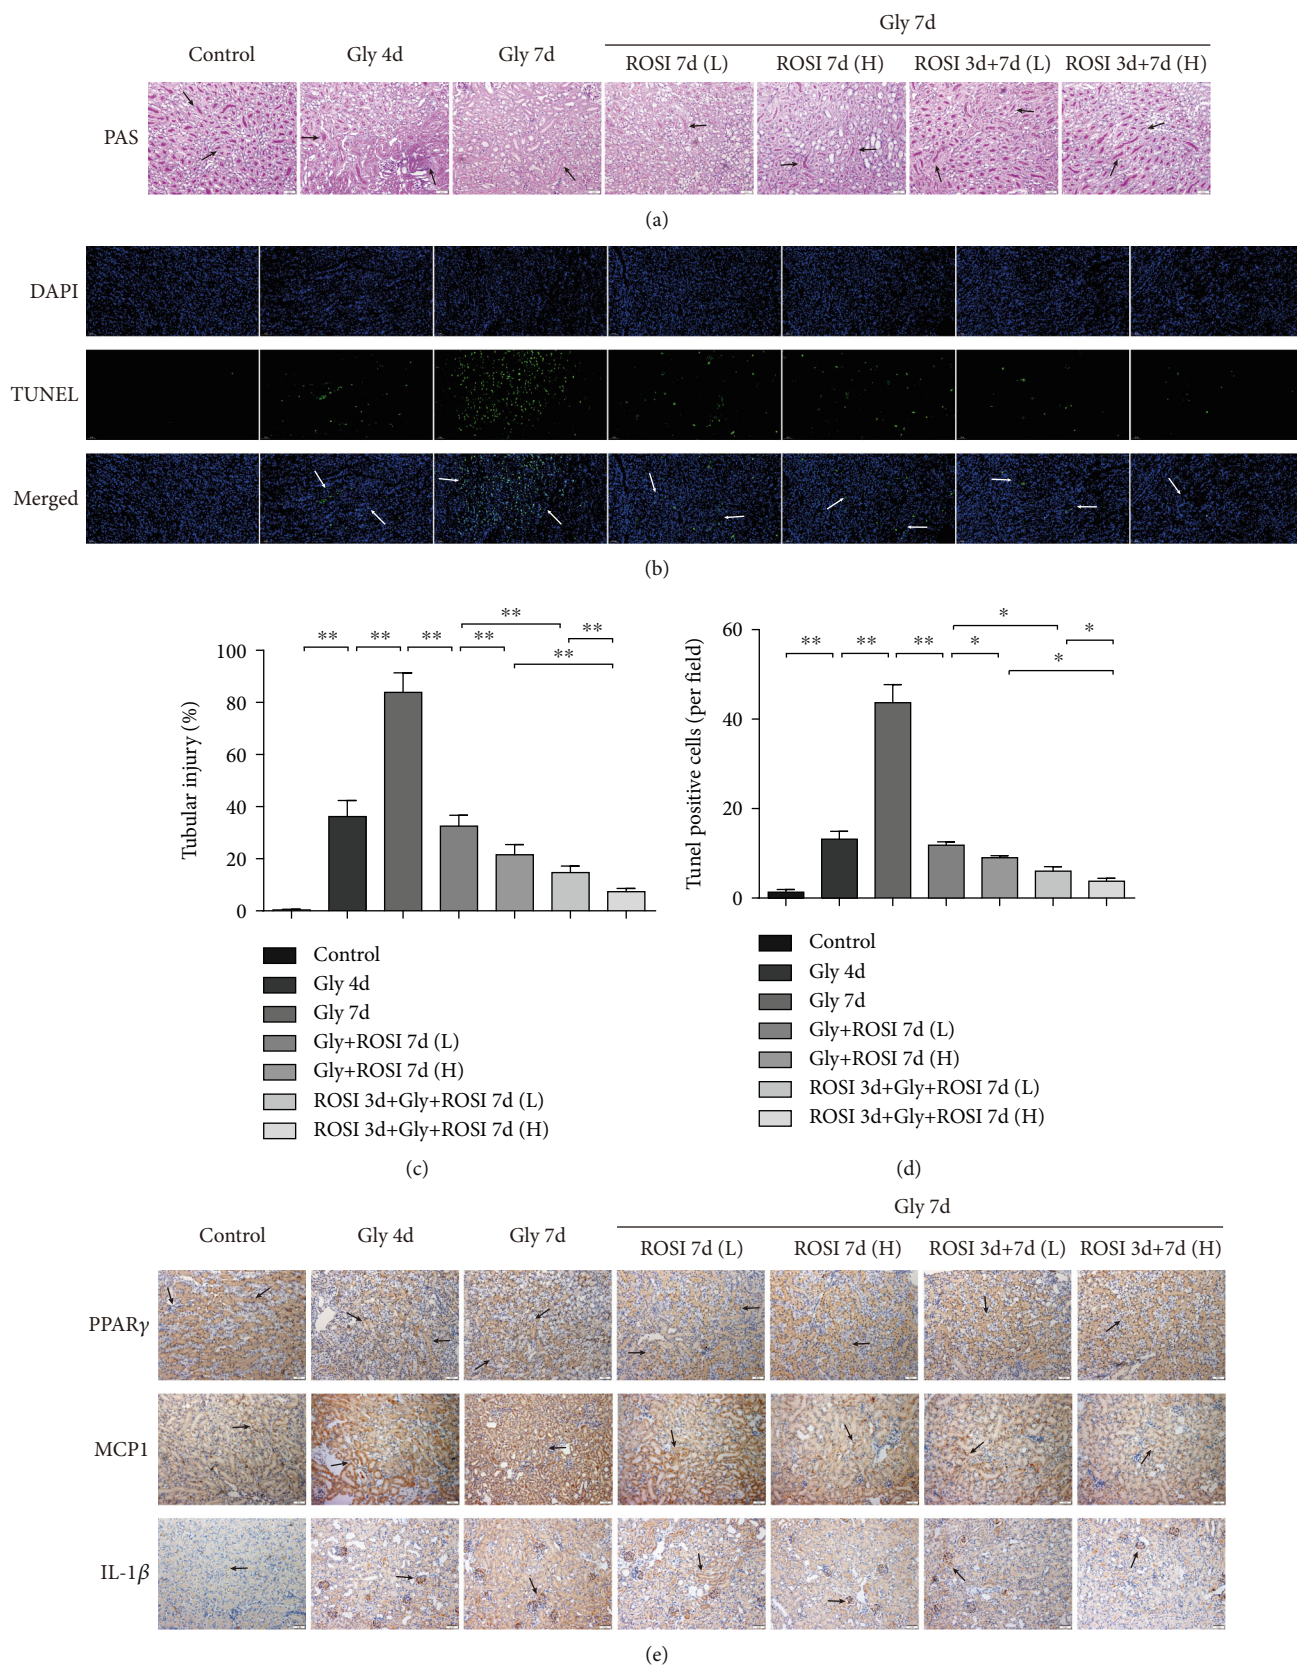 Gly 7d
Control Gly 4d Gly 7d ROSI 7d (L) ROSI 7d (H) ROSI 3d+7d (L) ROSI 3d+7d (H)
PAS
(a)
DAPI
TUNEL
Merged
(b)
** ** ** ** ** ** **
Tubular injury (%)
100
80
60
40
20
0
Control
Gly 4d
Gly 7d
Gly+ROSI 7d (L)
Gly+ROSI 7d (H)
ROSI 3d+Gly+ROSI 7d (L)
ROSI 3d+Gly+ROSI 7d (H)
(c)
** ** ** * * * *
Tunel positive cells (per field)
60
40
20
0
Control
Gly 4d
Gly 7d
Gly+ROSI 7d (L)
Gly+ROSI 7d (H)
ROSI 3d+Gly+ROSI 7d (L)
ROSI 3d+Gly+ROSI 7d (H)
(d)
Gly 7d
Control Gly 4d Gly 7d ROSI 7d (L) ROSI 7d (H) ROSI 3d+7d (L) ROSI 3d+7d (H)
PPARγ
MCP1
IL-1β
(e)